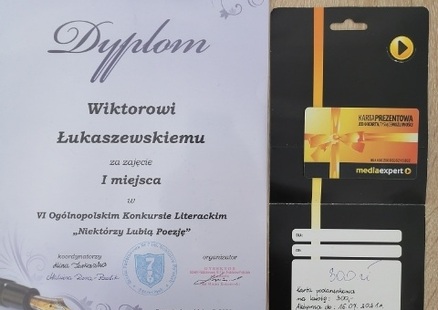 Dyplom
Wiktorowi
Łukaszewskiemu
za zajęcie
I miejsca
w
VI Ogólnopolskim Konkursie Literackim
„Niektórzy Lubią Poezję”
koordynatorzy
organizator
KARTA PREZENTOWA
mediaexpert
300 zł
karta podarunkowa
na kwotę: 300,-